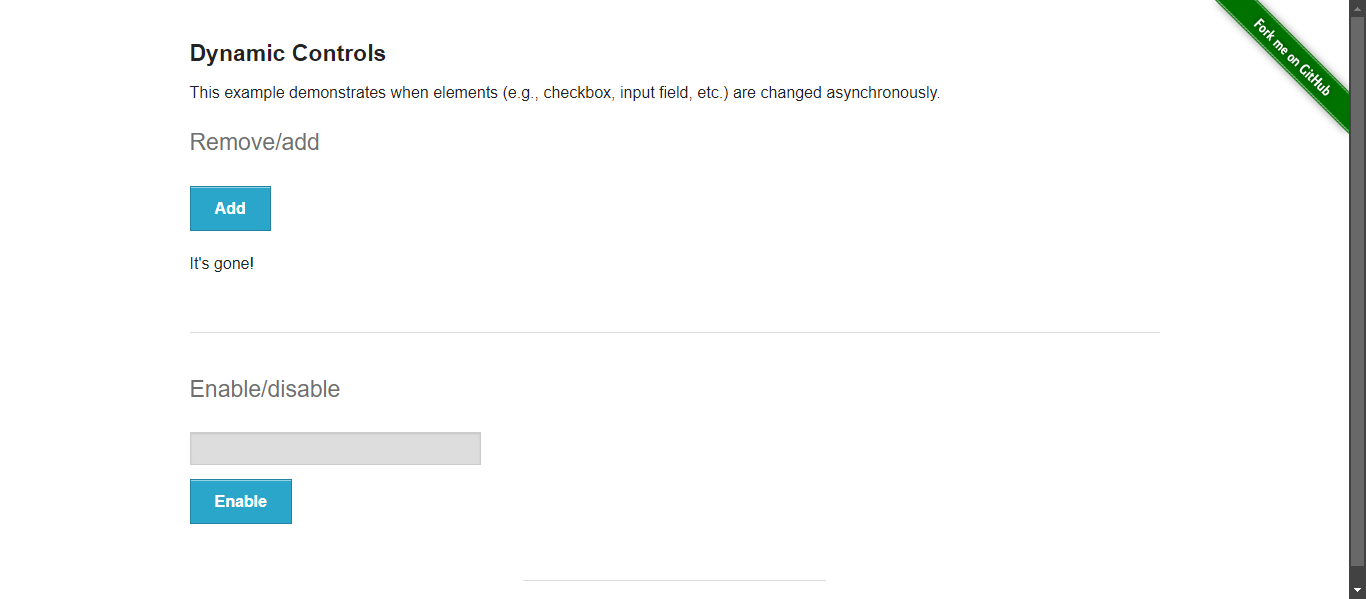 Fork me on GitHub
Dynamic Controls
This example demonstrates when elements (e.g., checkbox, input field, etc.) are changed asynchronously.
Remove/add
Add
It's gone!
Enable/disable
Enable